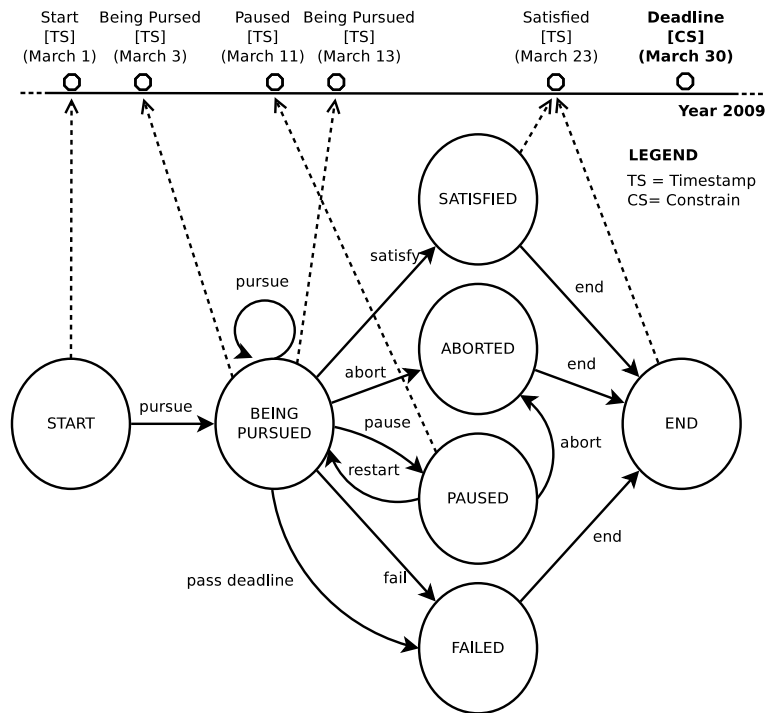 Start
[TS]
(March 1)
Being Pursed
[TS]
(March 3)
Paused
[TS]
(March 11)
Being Pursued
[TS]
(March 13)
Satisfied
[TS]
(March 23)
Deadline
[CS]
(March 30)
Year 2009
LEGEND
TS = Timestamp
CS= Constrain
SATISFIED
satisfy
pursue
end
ABORTED
abort
end
START
pursue
BEING
PURSUED
pause
restart
PAUSED
abort
END
end
pass deadline
fail
FAILED